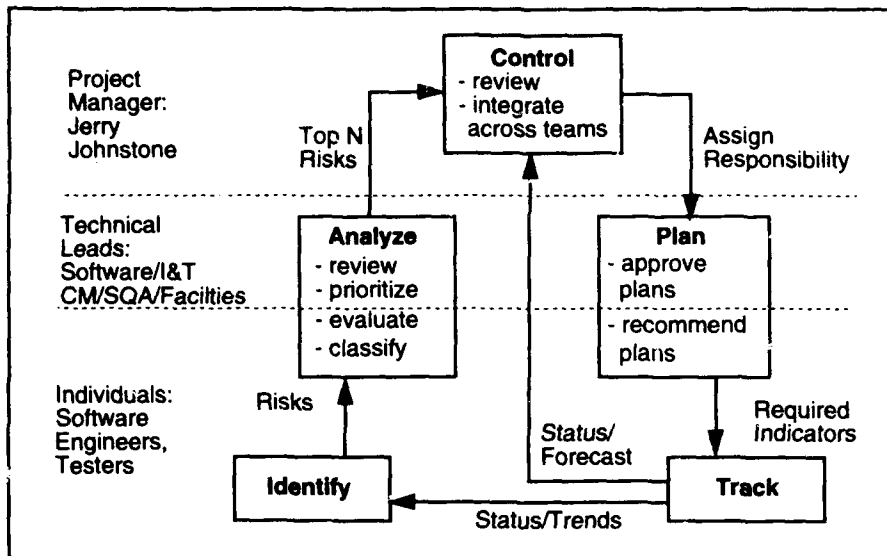 Project
Manager:
Jerry
Johnstone
Control
- review
- integrate
across teams
Top N
Risks
Assign
Responsibility
Technical
Leads:
Software/I&T
CM/SQA/Facilties
Analyze
- review
- prioritize
- evaluate
- classify
Plan
- approve
plans
- recommend
plans
Individuals:
Software
Engineers,
Testers
Risks
Identify
Status/
Forecast
Required
Indicators
Track
Status/Trends